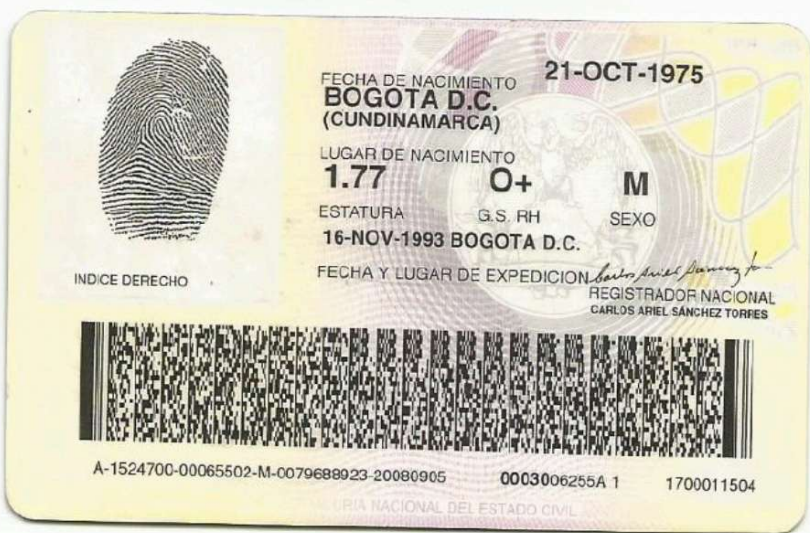 FECHA DE NACIMIENTO 21-OCT-1975
BOGOTA D.C.
(CUNDINAMARCA)
LUGAR DE NACIMIENTO
1.77 O+ M
ESTATURA G.S. RH SEXO
16-NOV-1993 BOGOTA D.C.
FECHA Y LUGAR DE EXPEDICION
INDICE DERECHO
REGISTRADOR NACIONAL
CARLOS ARIEL SÁNCHEZ TORRES
A-1524700-00065502-M-0079688923-20080905 0003006255A 1 1700011504
NACIONAL DEL ESTADO CIVIL